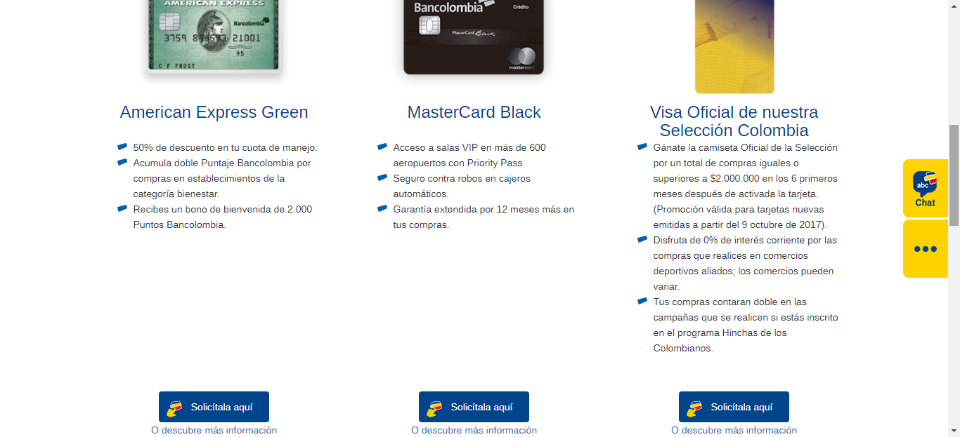 AMERICAN EXPRESS
Bancolombia
21001
95
C F FROST
Bancolombia
Crédito
MasterCard Black
mastercard
American Express Green
50% de descuento en tu cuota de manejo.
Acumula doble Puntaje Bancolombia por
compras en establecimientos de la
categoría bienestar.
Recibes un bono de bienvenida de 2.000
Puntos Bancolombia.
Solicítala aquí
O descubre más información
MasterCard Black
Acceso a salas VIP en más de 600
aeropuertos con Priority Pass.
Seguro contra robos en cajeros
automáticos.
Garantía extendida por 12 meses más en
tus compras.
Solicítala aquí
O descubre más información
Visa Oficial de nuestra
Selección Colombia
Gánate la camiseta Oficial de la Selección
por un total de compras iguales o
superiores a $2.000.000 en los 6 primeros
meses después de activada la tarjeta.
(Promoción válida para tarjetas nuevas
emitidas a partir del 9 octubre de 2017).
Disfruta de 0% de interés corriente por las
compras que realices en comercios
deportivos aliados; los comercios pueden
variar.
Tus compras contaran doble en las
campañas que se realicen si estás inscrito
en el programa Hinchas de los
Colombianos.
Solicítala aquí
O descubre más información
abc
Chat